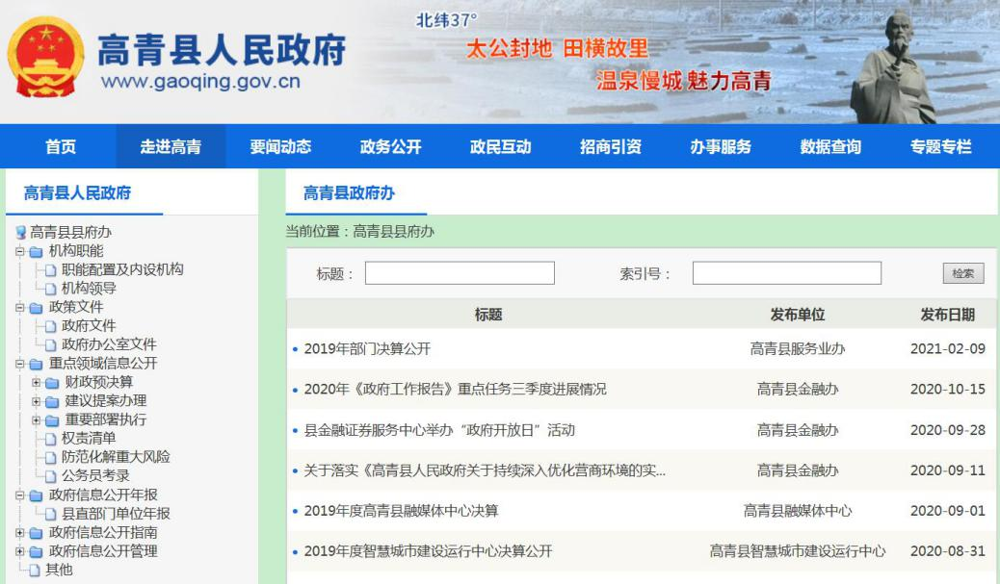 北纬37°
高青县人民政府
太公封地 田横故里
www.gaoqing.gov.cn
温泉慢城 魅力高青
首页 走进高青 要闻动态 政务公开 政民互动 招商引资 办事服务 数据查询 专题专栏
高青县人民政府
高青县县府办
机构职能
职能配置及内设机构
机构领导
政策文件
政府文件
政府办公室文件
重点领域信息公开
财政预决算
建议提案办理
重要部署执行
权责清单
防范化解重大风险
公务员考录
政府信息公开年报
县直部门单位年报
政府信息公开指南
政府信息公开管理
其他
高青县政府办
当前位置：高青县县府办
标题： 索引号： 检索
标题 发布单位 发布日期
2019年部门决算公开 高青县服务业办 2021-02-09
2020年《政府工作报告》重点任务三季度进展情况 高青县金融办 2020-10-15
县金融证券服务中心举办“政府开放日”活动 高青县金融办 2020-09-28
关于落实《高青县人民政府关于持续深入优化营商环境的实... 高青县金融办 2020-09-11
2019年度高青县融媒体中心决算 高青县融媒体中心 2020-09-01
2019年度智慧城市建设运行中心决算公开 高青县智慧城市建设运行中心 2020-08-31